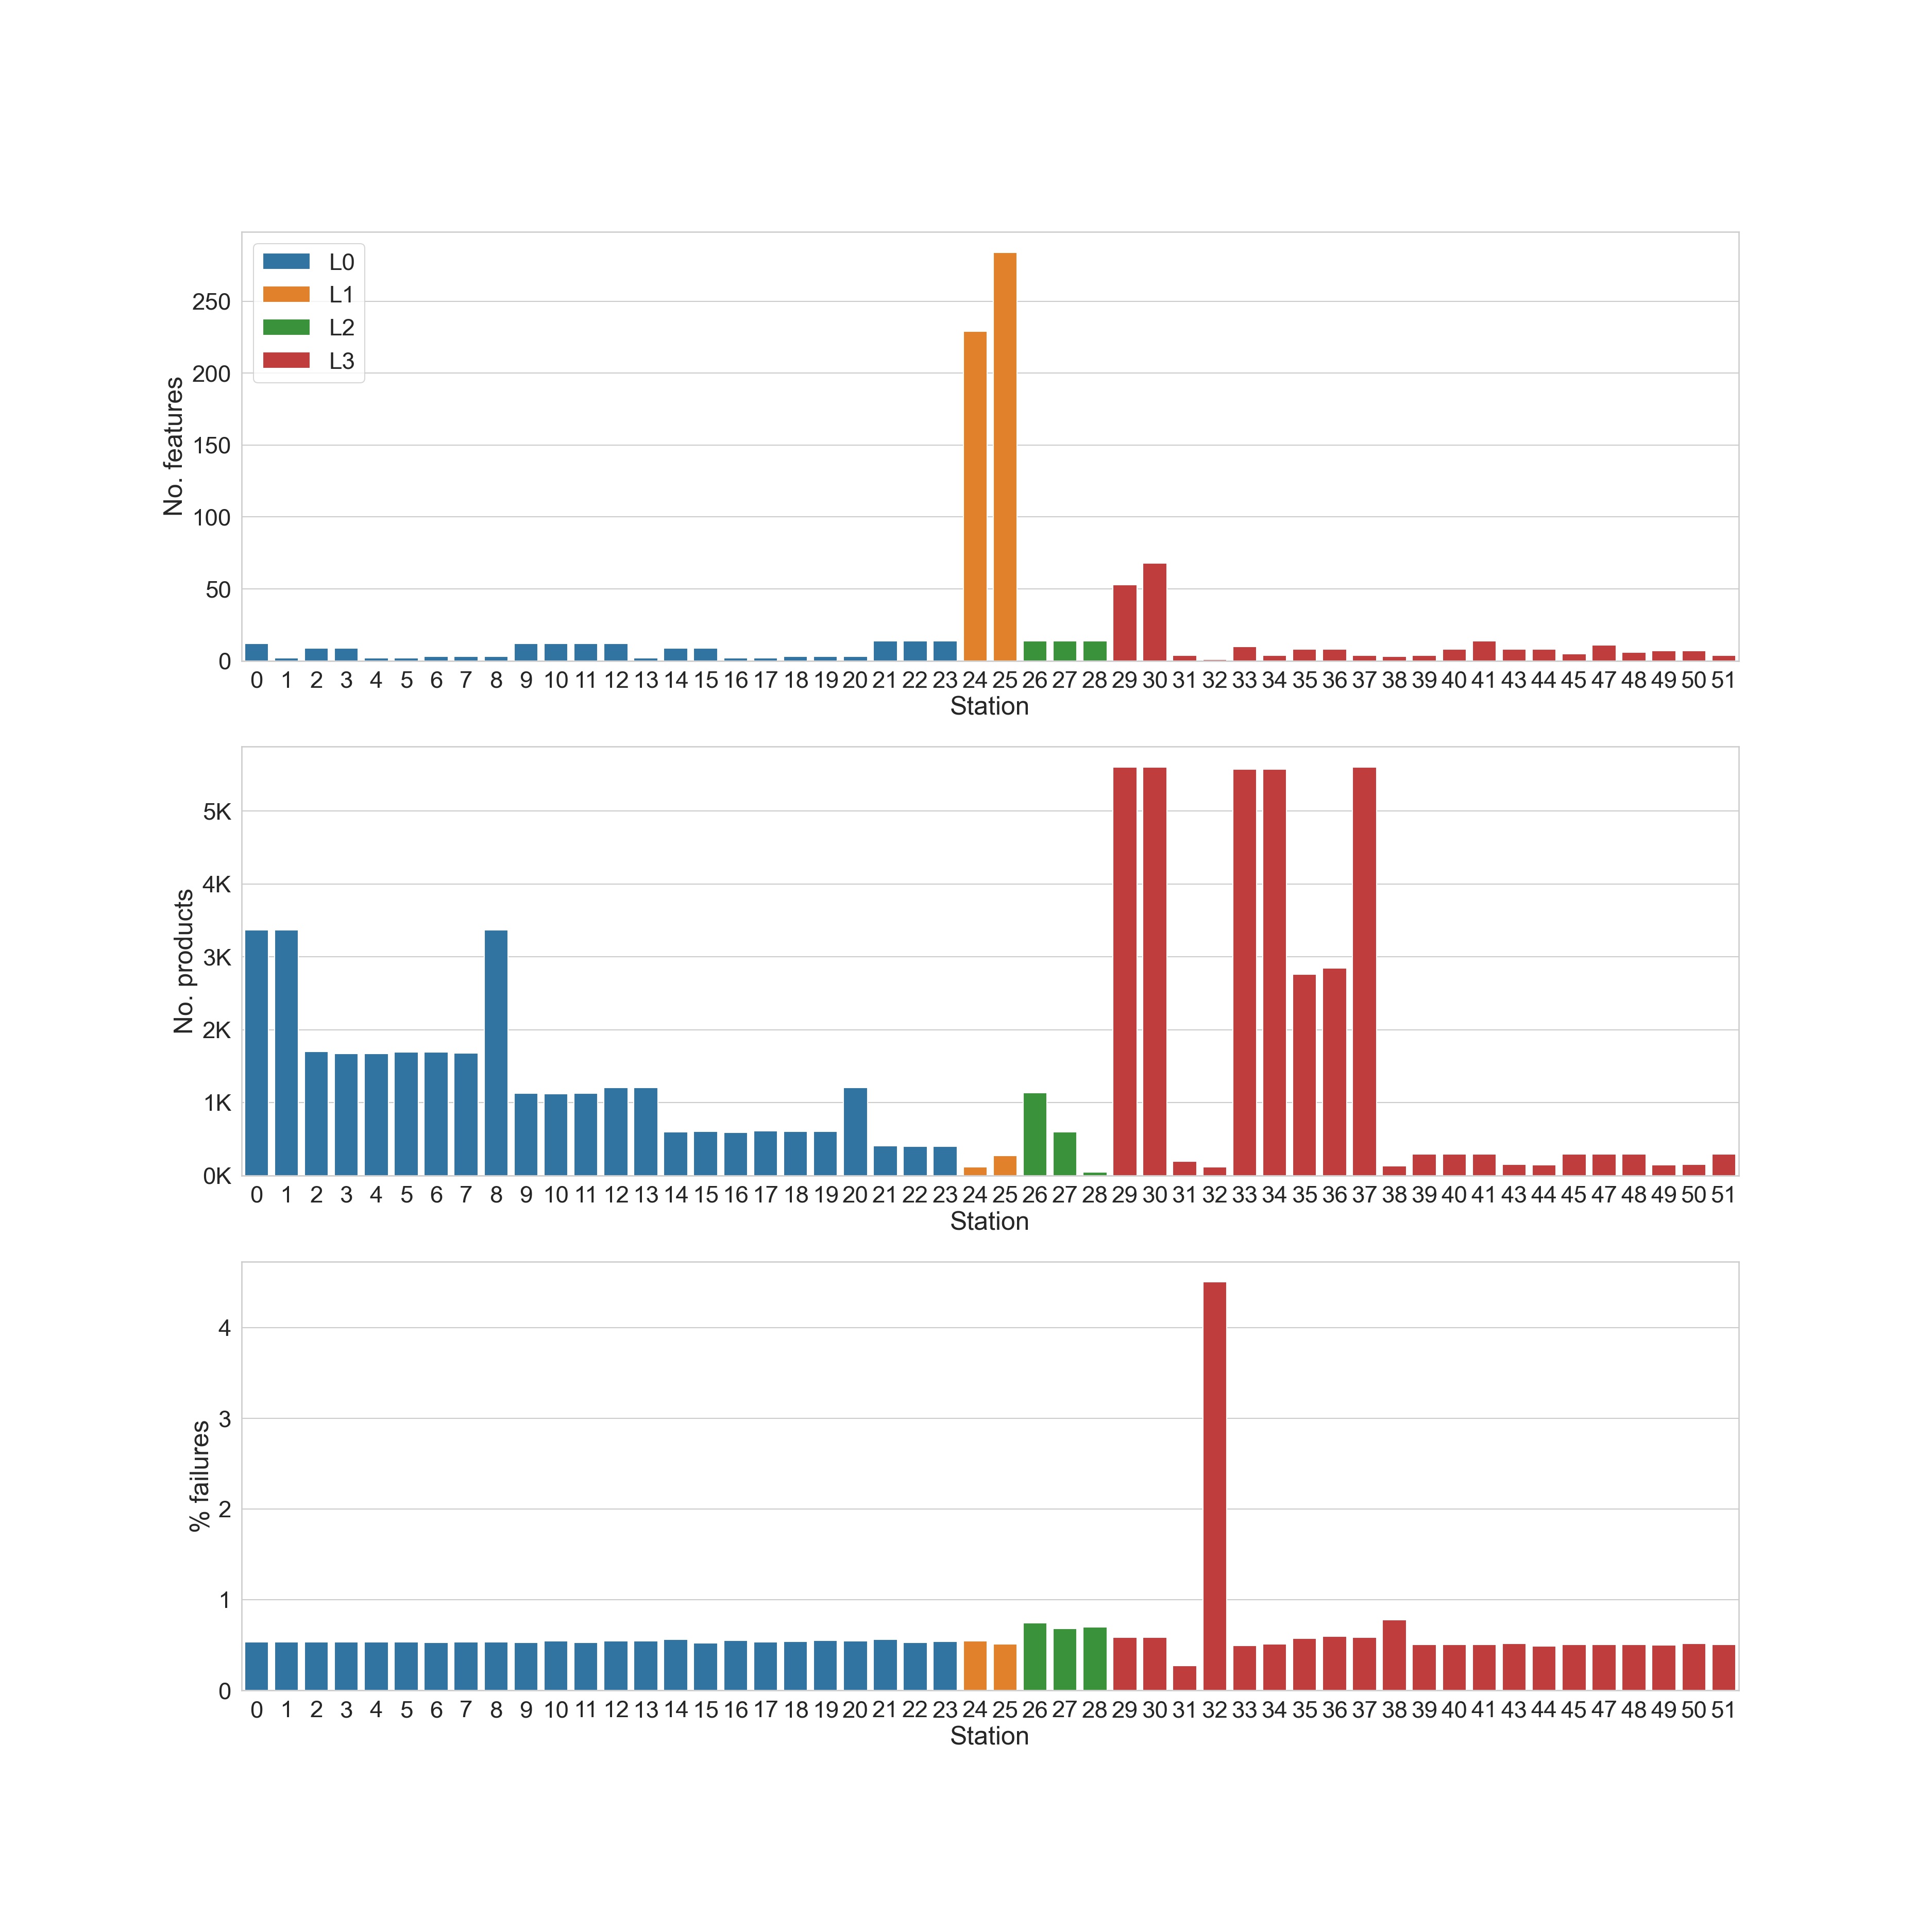 L0
L1
L2
L3
250
200
150
100
50
0
No. features
0 1 2 3 4 5 6 7 8 9 10 11 12 13 14 15 16 17 18 19 20 21 22 23 24 25 26 27 28 29 30 31 32 33 34 35 36 37 38 39 40 41 43 44 45 47 48 49 50 51
Station
5K
4K
3K
2K
1K
0K
No. products
0 1 2 3 4 5 6 7 8 9 10 11 12 13 14 15 16 17 18 19 20 21 22 23 24 25 26 27 28 29 30 31 32 33 34 35 36 37 38 39 40 41 43 44 45 47 48 49 50 51
Station
4
3
2
1
0
% failures
0 1 2 3 4 5 6 7 8 9 10 11 12 13 14 15 16 17 18 19 20 21 22 23 24 25 26 27 28 29 30 31 32 33 34 35 36 37 38 39 40 41 43 44 45 47 48 49 50 51
Station